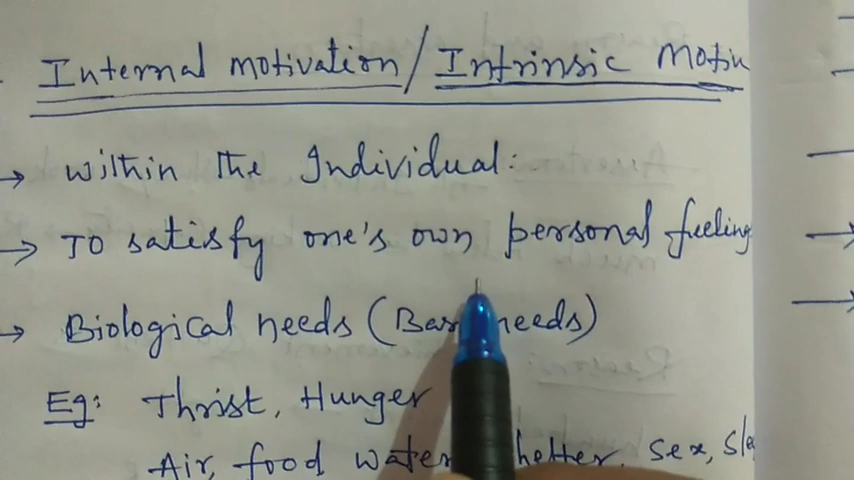 Internal motivation / Intrinsic Motiv
→ Within the Individual:
→ To satisfy one's own personal feeling
→ Biological needs ( needs)
Eg: Thrist, Hunger
Air, food water shelter, sex,